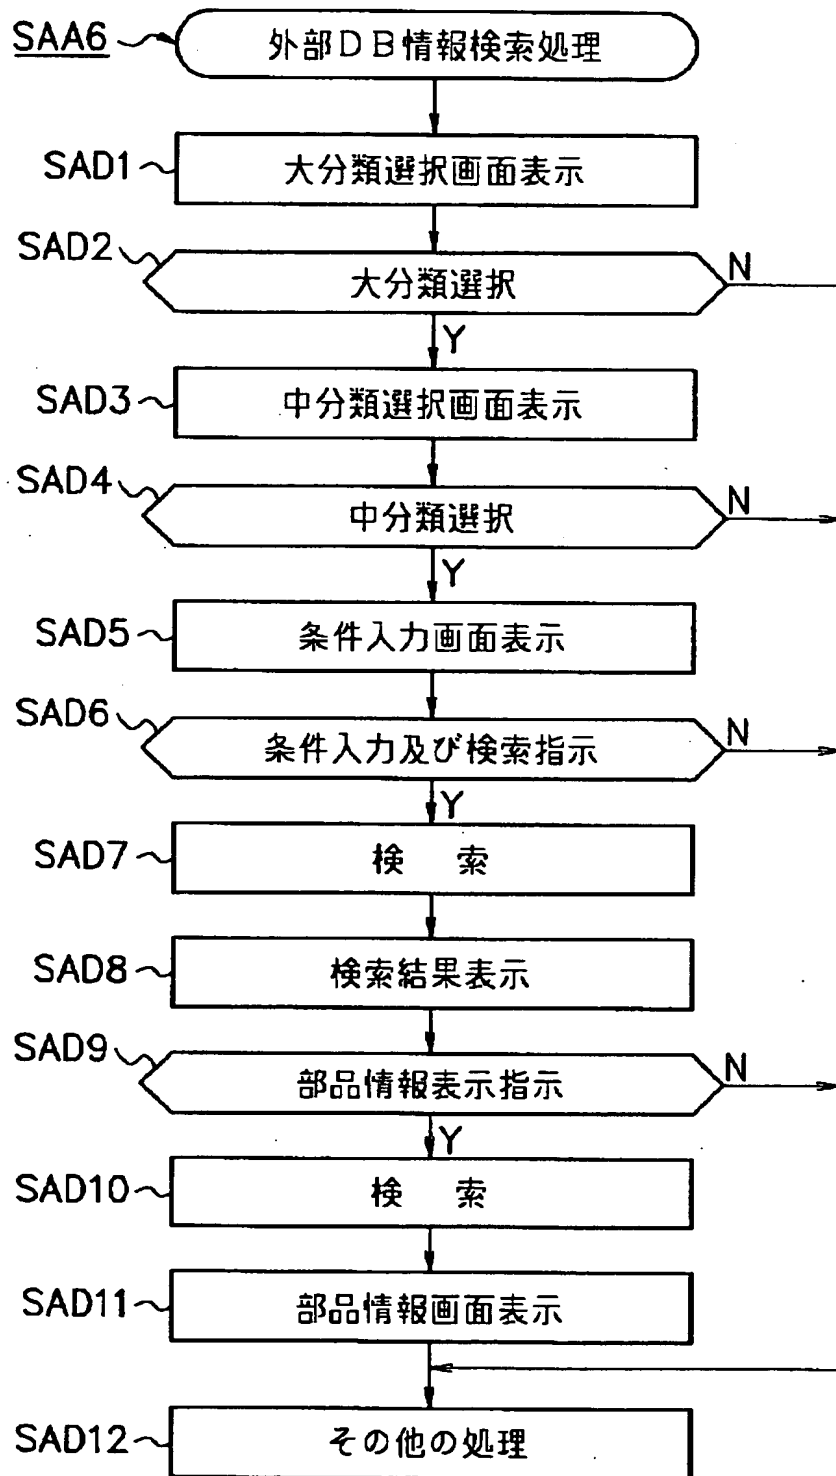 SAA6 外部DB情報検索処理
SAD1 大分類選択画面表示
SAD2 大分類選択 N
Y
SAD3 中分類選択画面表示
SAD4 中分類選択 N
Y
SAD5 条件入力画面表示
SAD6 条件入力及び検索指示 N
Y
SAD7 検 索
SAD8 検索結果表示
SAD9 部品情報表示指示 N
Y
SAD10 検 索
SAD11 部品情報画面表示
SAD12 その他の処理